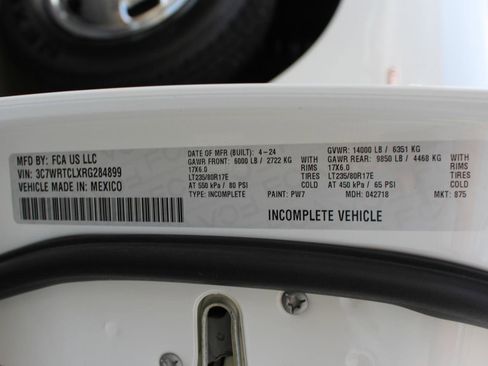 MFD BY: FCA US LLC
VIN: 3C7WRTCLXRG284899
VEHICLE MADE IN: MEXICO
DATE OF MFR (BUILT): 4-24
GAWR FRONT: 6000 LB / 2722 KG WITH
17X6.0 RIMS
LT235/80R17E TIRES
AT 550 kPa / 80 PSI
TYPE: INCOMPLETE PAINT: PW7
GVWR: 14000 LB / 6351 KG
GAWR REAR: 9850 LB / 4468 KG WITH
17X6.0 RIMS
LT235/80R17E TIRES
AT 450 kPa / 65 PSI
MDH: 042718 MKT: 875
INCOMPLETE VEHICLE